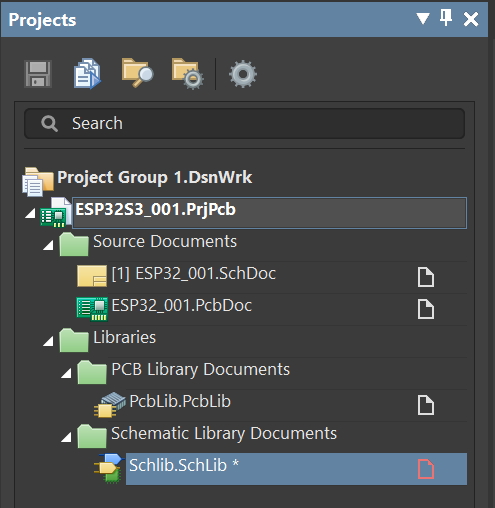 Projects
Search
Project Group 1.DsnWrk
ESP32S3_001.PrjPcb
Source Documents
[1] ESP32_001.SchDoc
ESP32_001.PcbDoc
Libraries
PCB Library Documents
PcbLib.PcbLib
Schematic Library Documents
Schlib.SchLib *